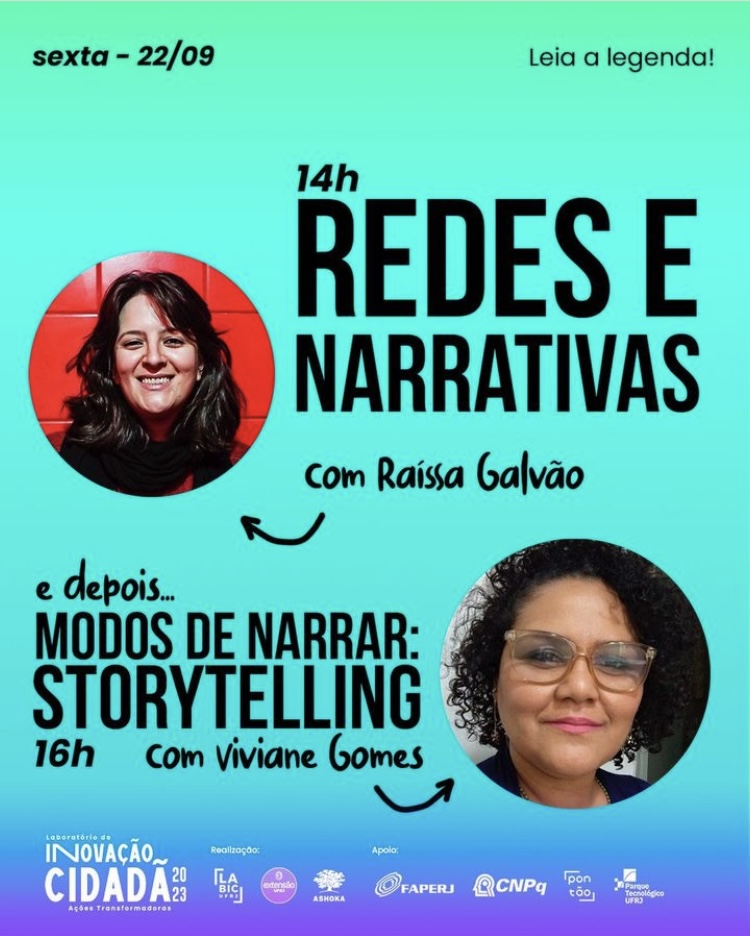 sexta - 22/09
Leia a legenda!
14h
REDES E
NARRATIVAS
com Raíssa Galvão
e depois...
MODOS DE NARRAR:
STORYTELLING
16h com Viviane Gomes
Laboratório de
INOVAÇÃO
CIDADÃ 2023
Ações Transformadoras
Realização:
LABIC UFRJ
extensão UFRJ
ASHOKA
Apoio:
FAPERJ
CNPq
pontão
Parque Tecnológico UFRJ